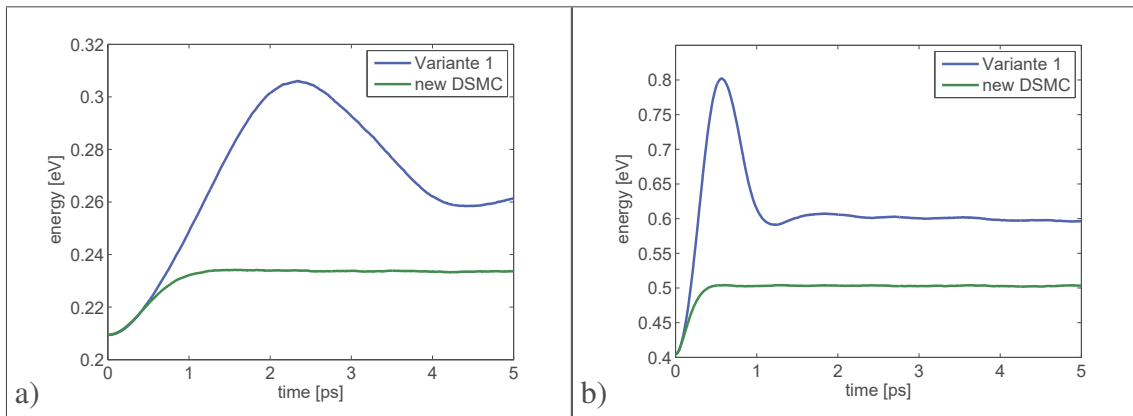 0.32
0.3
0.28
0.26
0.24
0.22
0.2
energy [eV]
0 1 2 3 4 5
time [ps]
Variante 1
new DSMC
a)
0.8
0.75
0.7
0.65
0.6
0.55
0.5
0.45
0.4
energy [eV]
0 1 2 3 4 5
time [ps]
Variante 1
new DSMC
b)